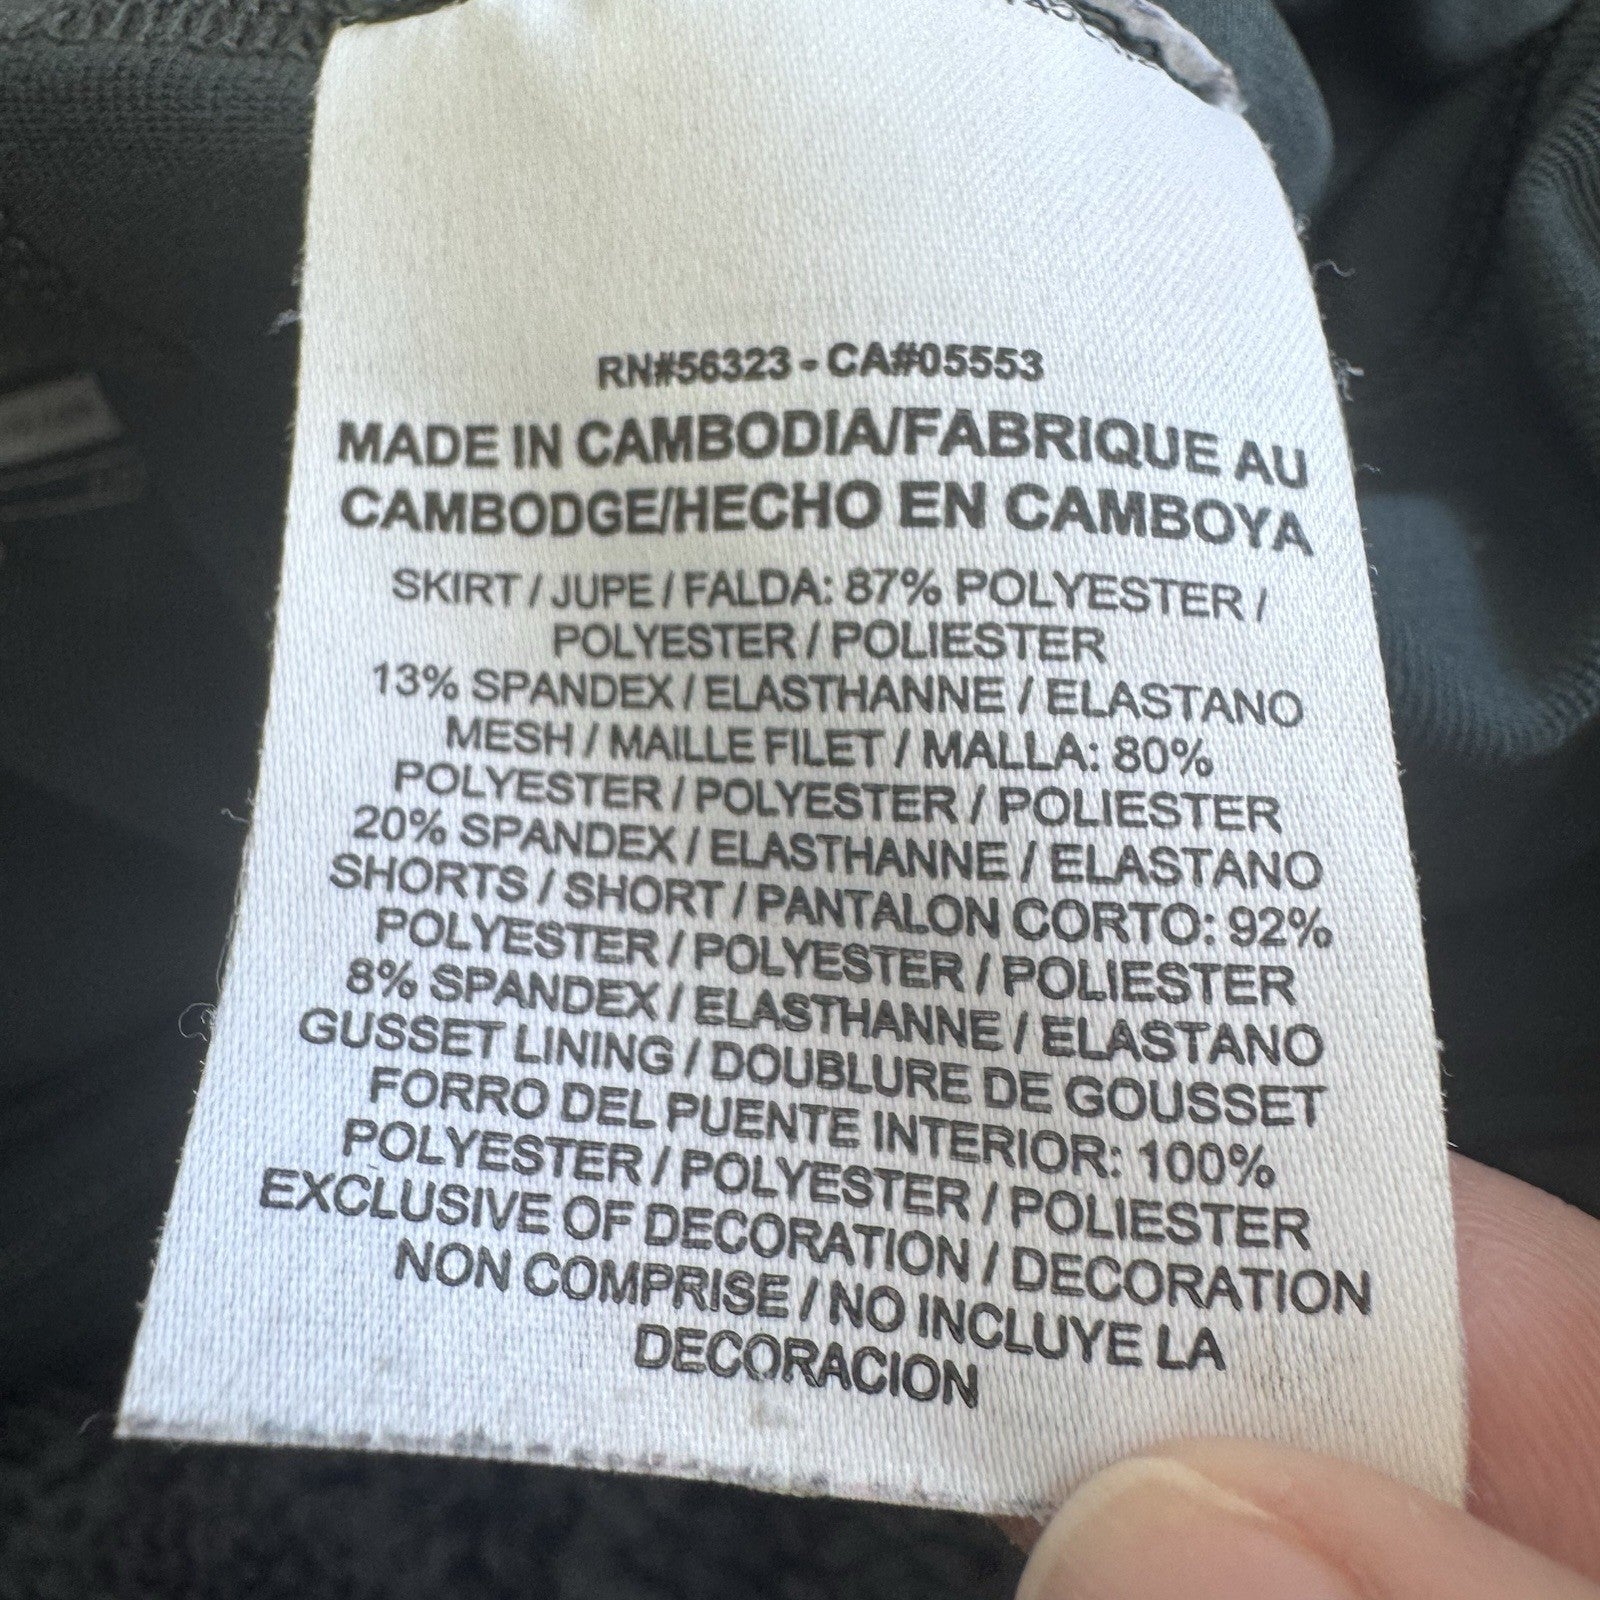 RN#56323 - CA#05553
MADE IN CAMBODIA/FABRIQUE AU
CAMBODGE/HECHO EN CAMBOYA
SKIRT / JUPE / FALDA: 87% POLYESTER /
POLYESTER / POLIESTER
13% SPANDEX / ELASTHANNE / ELASTANO
MESH / MAILLE FILET / MALLA: 80%
POLYESTER / POLYESTER / POLIESTER
20% SPANDEX / ELASTHANNE / ELASTANO
SHORTS / SHORT / PANTALON CORTO: 92%
POLYESTER / POLYESTER / POLIESTER
8% SPANDEX / ELASTHANNE / ELASTANO
GUSSET LINING / DOUBLURE DE GOUSSET
FORRO DEL PUENTE INTERIOR: 100%
POLYESTER / POLYESTER / POLIESTER
EXCLUSIVE OF DECORATION / DECORATION
NON COMPRISE / NO INCLUYE LA
DECORACION